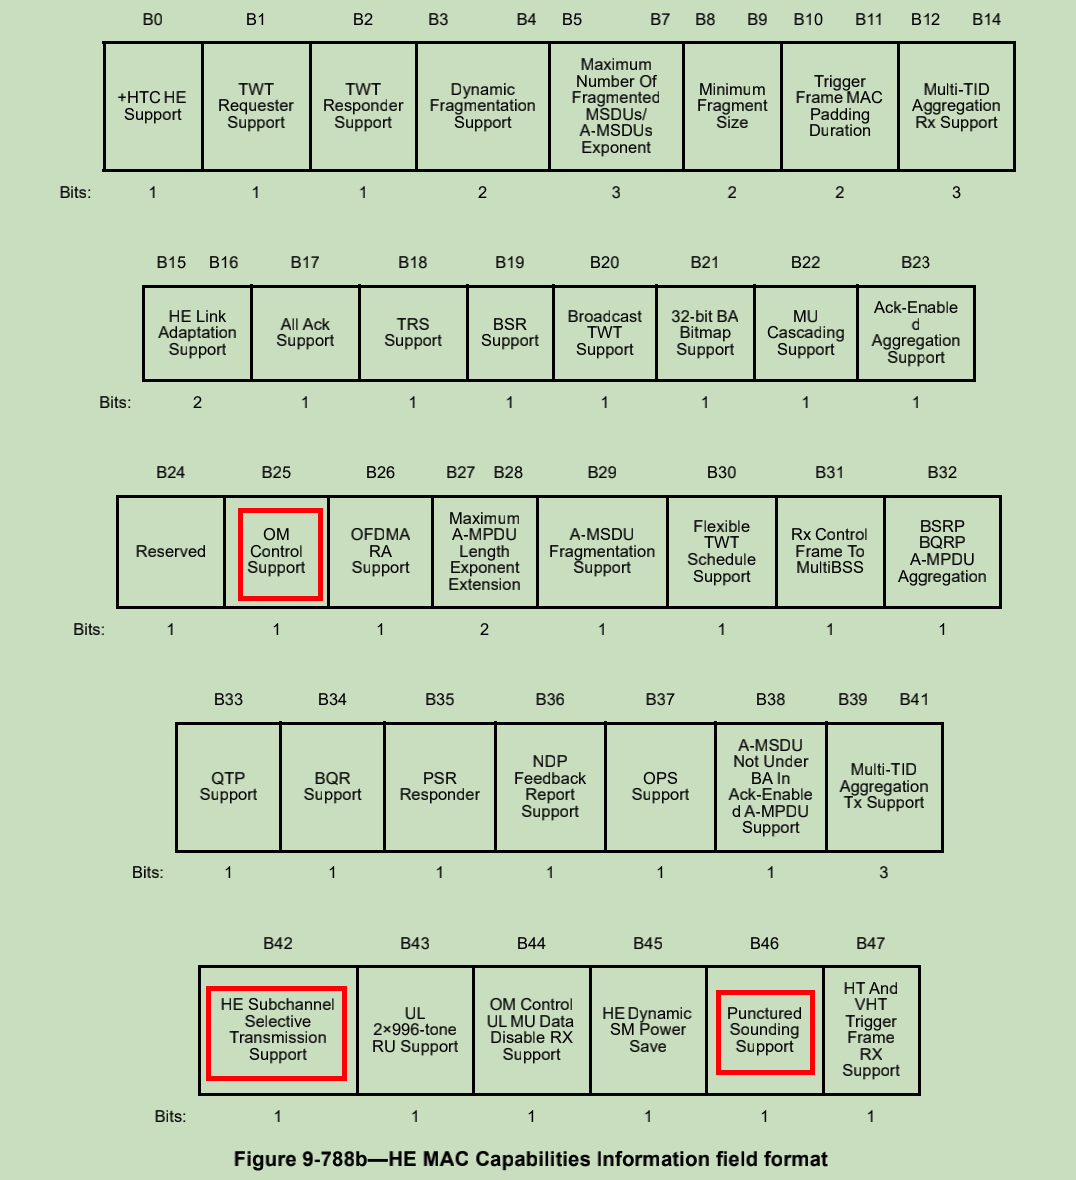 B0 B1 B2 B3 B4 B5 B7 B8 B9 B10 B11 B12 B14
+HTC HE
Support
TWT
Requester
Support
TWT
Responder
Support
Dynamic
Fragmentation
Support
Maximum
Number Of
Fragmented
MSDUs/
A-MSDUs
Exponent
Minimum
Fragment
Size
Trigger
Frame MAC
Padding
Duration
Multi-TID
Aggregation
Rx Support
Bits: 1 1 1 2 3 2 2 3
B15 B16 B17 B18 B19 B20 B21 B22 B23
HE Link
Adaptation
Support
All Ack
Support
TRS
Support
BSR
Support
Broadcast
TWT
Support
32-bit BA
Bitmap
Support
MU
Cascading
Support
Ack-Enable
d
Aggregation
Support
Bits: 2 1 1 1 1 1 1 1
B24 B25 B26 B27 B28 B29 B30 B31 B32
Reserved
OM
Control
Support
OFDMA
RA
Support
Maximum
A-MPDU
Length
Exponent
Extension
A-MSDU
Fragmentation
Support
Flexible
TWT
Schedule
Support
Rx Control
Frame To
MultiBSS
BSRP
BQRP
A-MPDU
Aggregation
Bits: 1 1 1 2 1 1 1 1
B33 B34 B35 B36 B37 B38 B39 B41
QTP
Support
BQR
Support
PSR
Responder
NDP
Feedback
Report
Support
OPS
Support
A-MSDU
Not Under
BA In
Ack-Enable
d A-MPDU
Support
Multi-TID
Aggregation
Tx Support
Bits: 1 1 1 1 1 1 3
B42 B43 B44 B45 B46 B47
HE Subchannel
Selective
Transmission
Support
UL
2×996-tone
RU Support
OM Control
UL MU Data
Disable RX
Support
HE Dynamic
SM Power
Save
Punctured
Sounding
Support
HT And
VHT
Trigger
Frame
RX
Support
Bits: 1 1 1 1 1 1
Figure 9-788b—HE MAC Capabilities Information field format